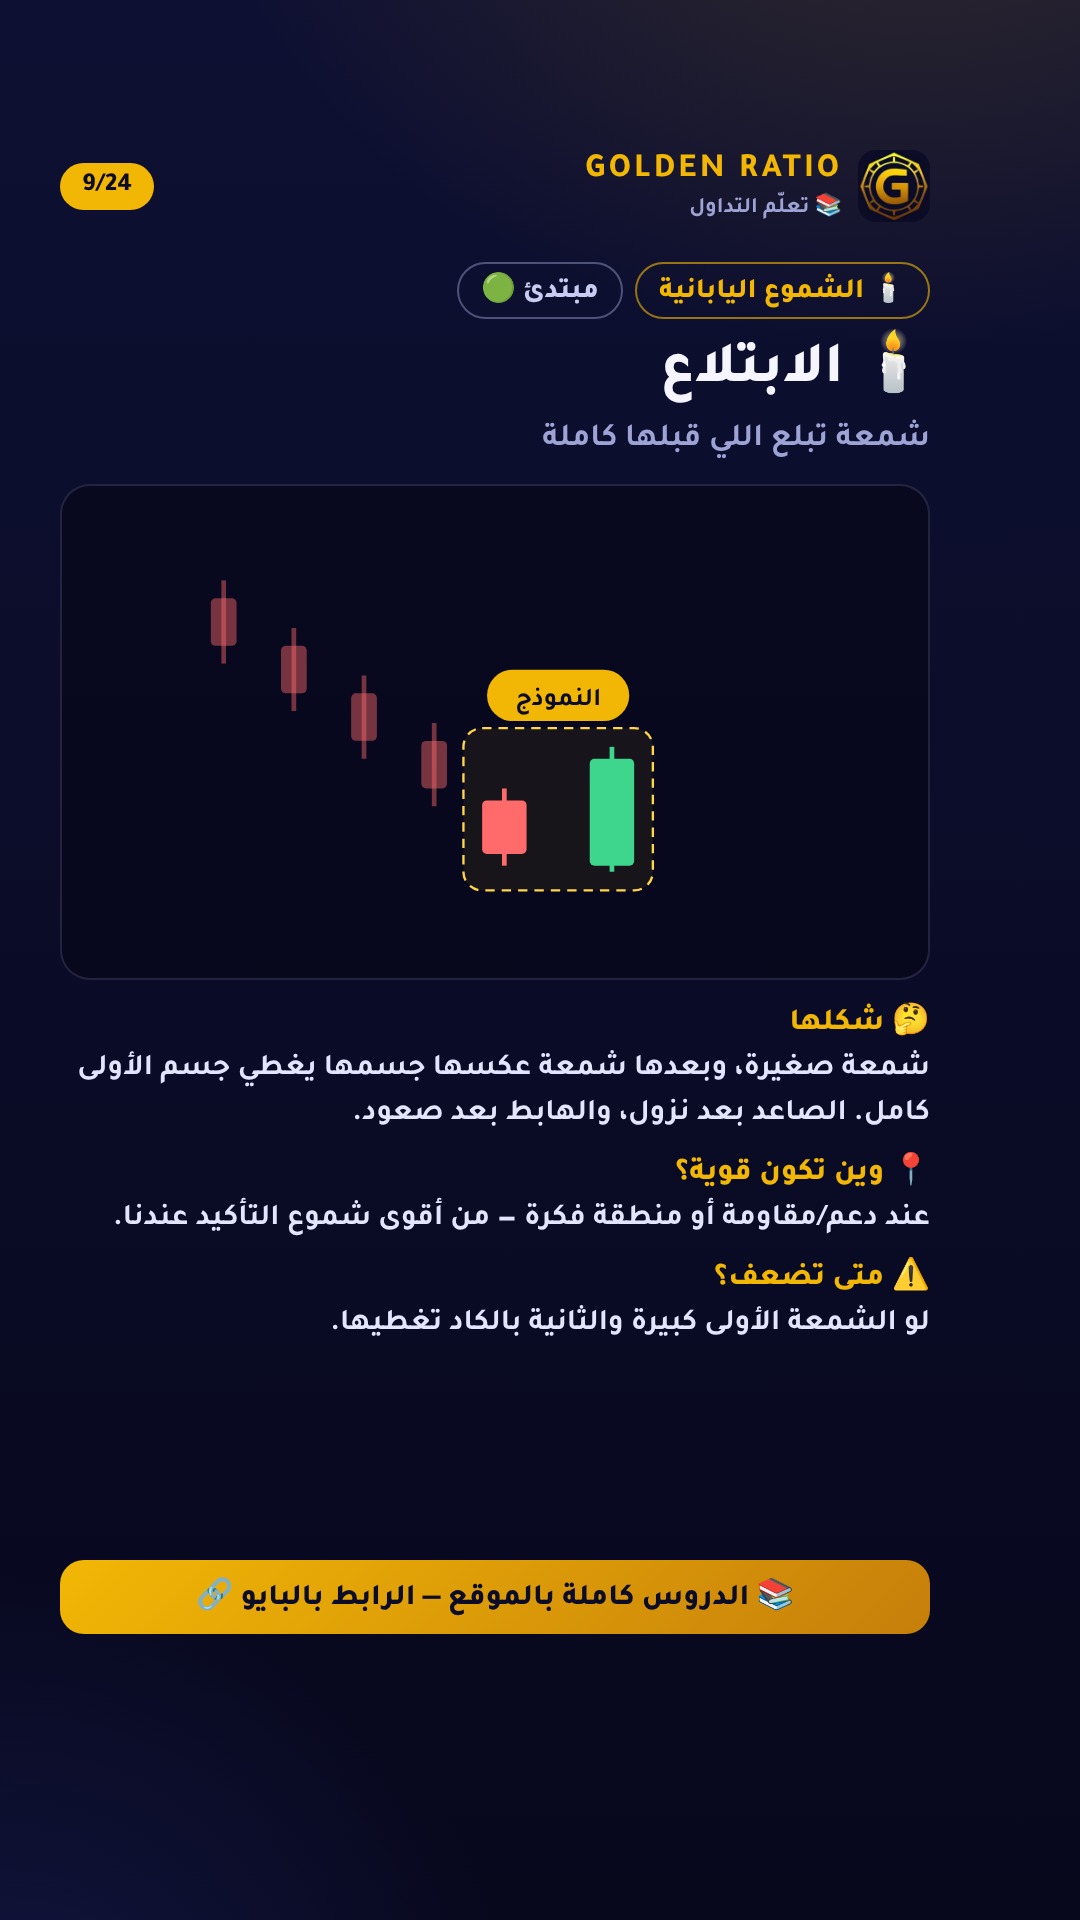 GOLDEN RATIO
📚 تعلّم التداول
9/24
🕯️ الشموع اليابانية
مبتدئ 🟢
🕯️ الابتلاع
شمعة تبلع اللي قبلها كاملة
النموذج
🤔 شكلها
شمعة صغيرة، وبعدها شمعة عكسها جسمها يغطي جسم الأولى
كامل. الصاعد بعد نزول، والهابط بعد صعود.
📍 وين تكون قوية؟
عند دعم/مقاومة أو منطقة فكرة – من أقوى شموع التأكيد عندنا.
⚠️ متى تضعف؟
لو الشمعة الأولى كبيرة والثانية بالكاد تغطيها.
📚 الدروس كاملة بالموقع – الرابط بالبايو 🔗